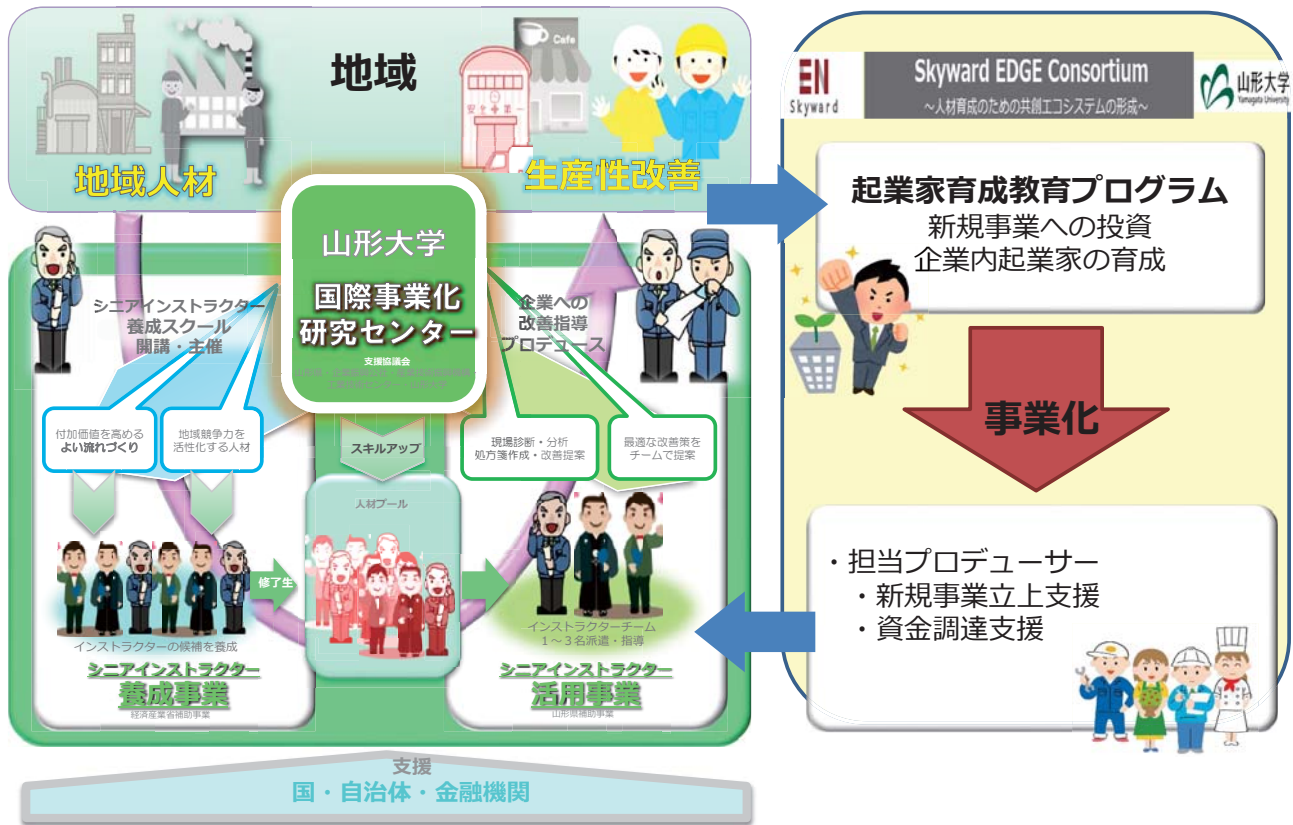 地域
Cafe
安全第一
地域人材
生産性改善
山形大学
国際事業化
研究センター
支援協議会
シニアインストラクター
養成スクール
開講・主催
企業への
改善指導
プロデュース
付加価値を高める
よい流れづくり
地域競争力を
活性化する人材
スキルアップ
現場診断・分析
処方箋作成・改善提案
最適な改善策を
チームで提案
人材プール
修了生
インストラクターの候補を養成
シニアインストラクター
養成事業
経済産業省補助事業
インストラクターチーム
1～3名派遣・指導
シニアインストラクター
活用事業
山形県補助事業
支援
国・自治体・金融機関
EN
Skyward
Skyward EDGE Consortium
～人材育成のための共創エコシステムの形成～
山形大学
Yamagata University
起業家育成教育プログラム
新規事業への投資
企業内起業家の育成
事業化
・担当プロデューサー
・新規事業立上支援
・資金調達支援